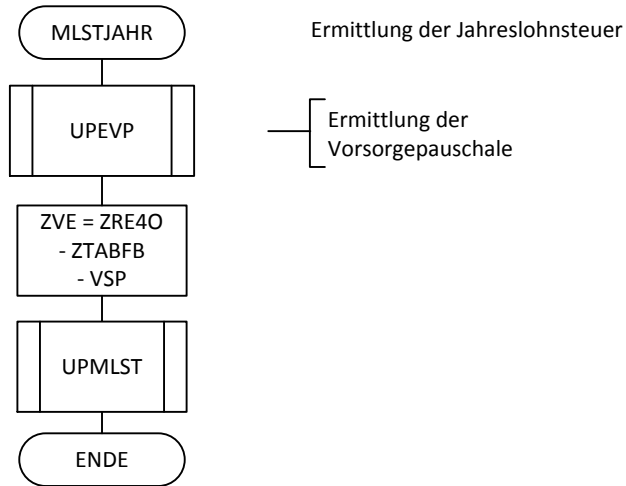 MLSTJAHR
Ermittlung der Jahreslohnsteuer
UPEVP
Ermittlung der
Vorsorgepauschale
ZVE = ZRE4O
- ZTABFB
- VSP
UPMLST
ENDE